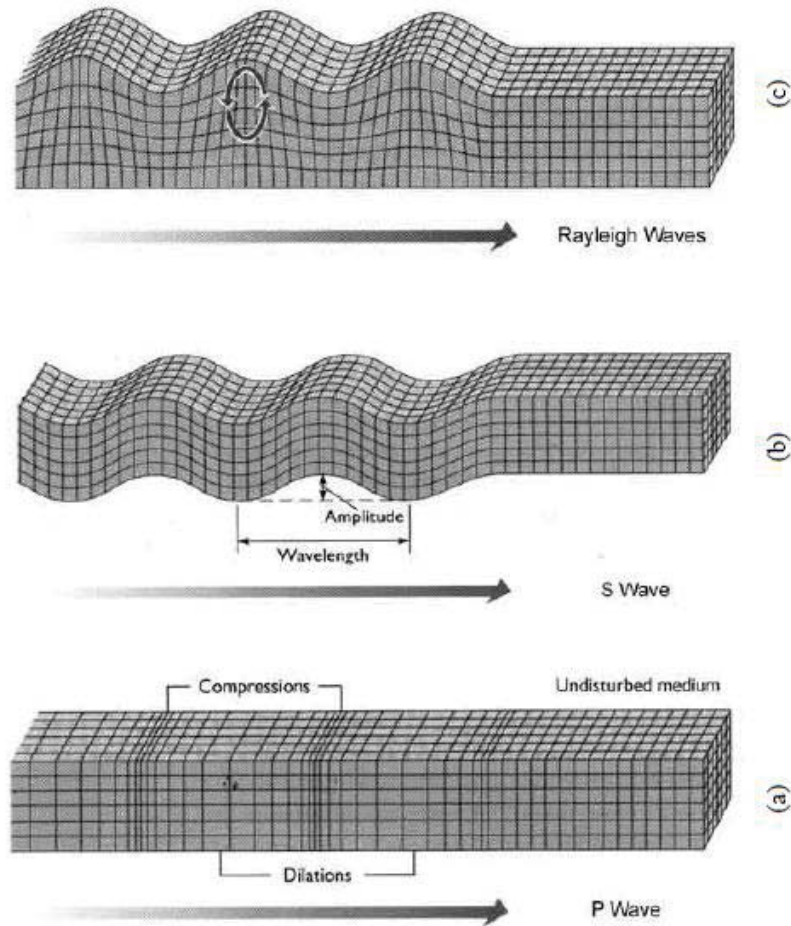 (c)
Rayleigh Waves
(b)
Amplitude
Wavelength
S Wave
Compressions
Undisturbed medium
(a)
Dilations
P Wave